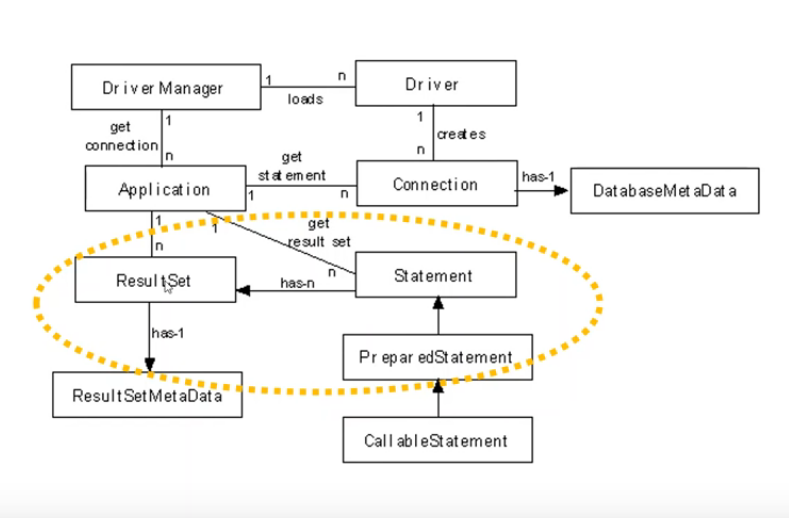 DriverManager
1
n
loads
Driver
get
connection
1
n
1
n
creates
Application
get
statement
1
n
Connection
has-1
DatabaseMetaData
1
n
1
get
result set
n
ResultSet
has-n
Statement
has-1
PreparedStatement
ResultSetMetaData
CallableStatement